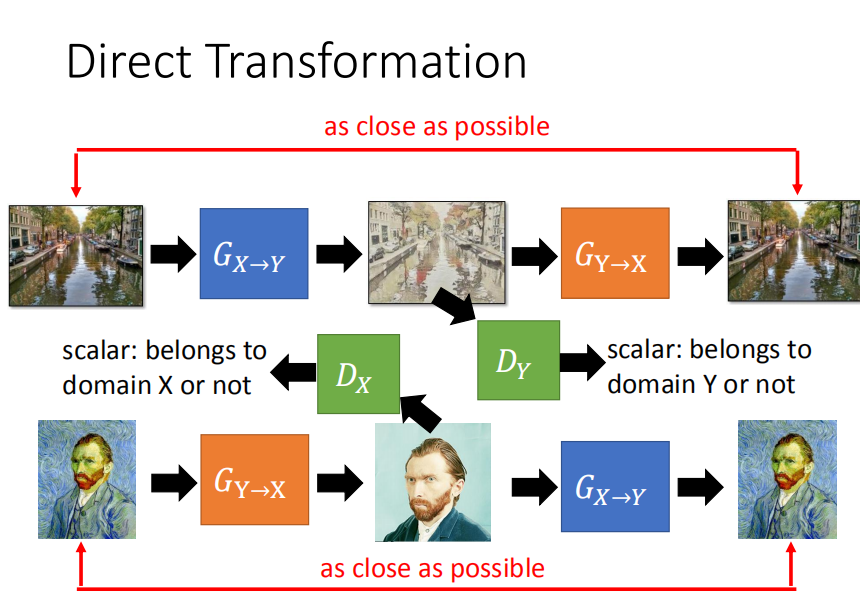 Direct Transformation
as close as possible
G_{X→Y}
G_{Y→X}
scalar: belongs to
domain X or not
D_X
D_Y
scalar: belongs to
domain Y or not
G_{Y→X}
G_{X→Y}
as close as possible